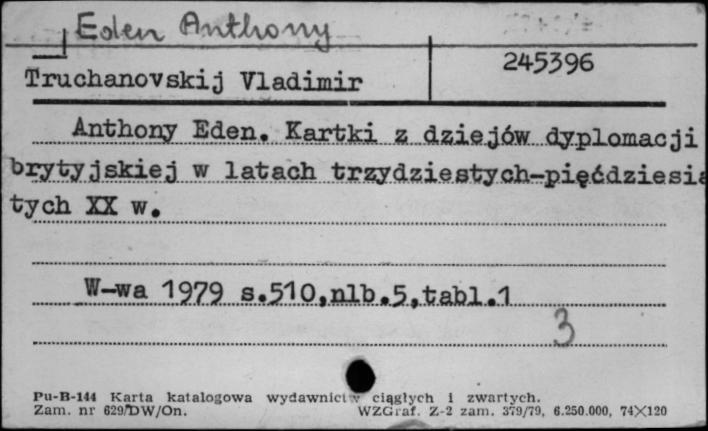 Eden Anthony
245396
Truchanovskij Vladimir
Anthony Eden. Kartki z dziejów dyplomacji
brytyjskiej w latach trzydziestych-pięćdziesią
tych XX w.
W-wa 1979 s.510,nlb.5,tabl.1
3
Pu-B-144 Karta katalogowa wydawnictw ciągłych i zwartych.
Zam. nr 629/DW/On. WZGraf. Z-2 zam. 379/79, 6.250.000, 74×120